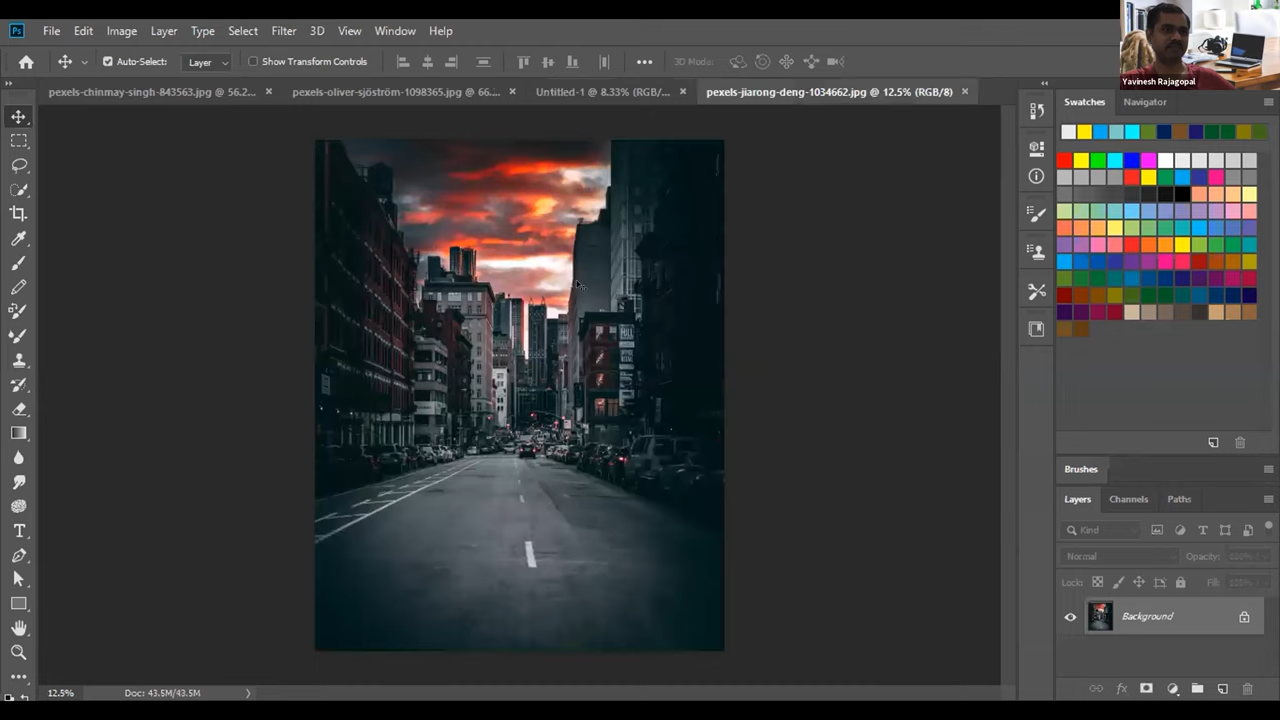 Ps File Edit Image Layer Type Select Filter 3D View Window Help
Yavinesh Rajagopal
Auto-Select: Layer Show Transform Controls 3D Mode:
pexels-chinmay-singh-843563.jpg @ 56.2... pexels-oliver-sjöström-1098365.jpg @ 66.... Untitled-1 @ 8.33% (RGB/... pexels-jiarong-deng-1034662.jpg @ 12.5% (RGB/8)
Swatches Navigator
Brushes
Layers Channels Paths
Kind
Normal Opacity:
Lock: Fill:
Background
fx
12.5% Doc: 43.5M/43.5M